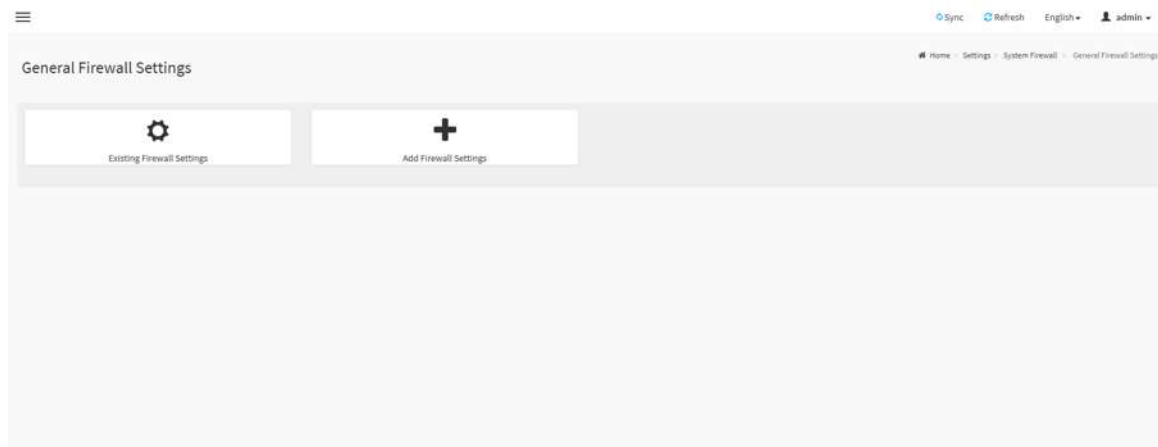 Sync Refresh English admin
General Firewall Settings
Home > Settings > System Firewall > General Firewall Settings
Existing Firewall Settings
Add Firewall Settings